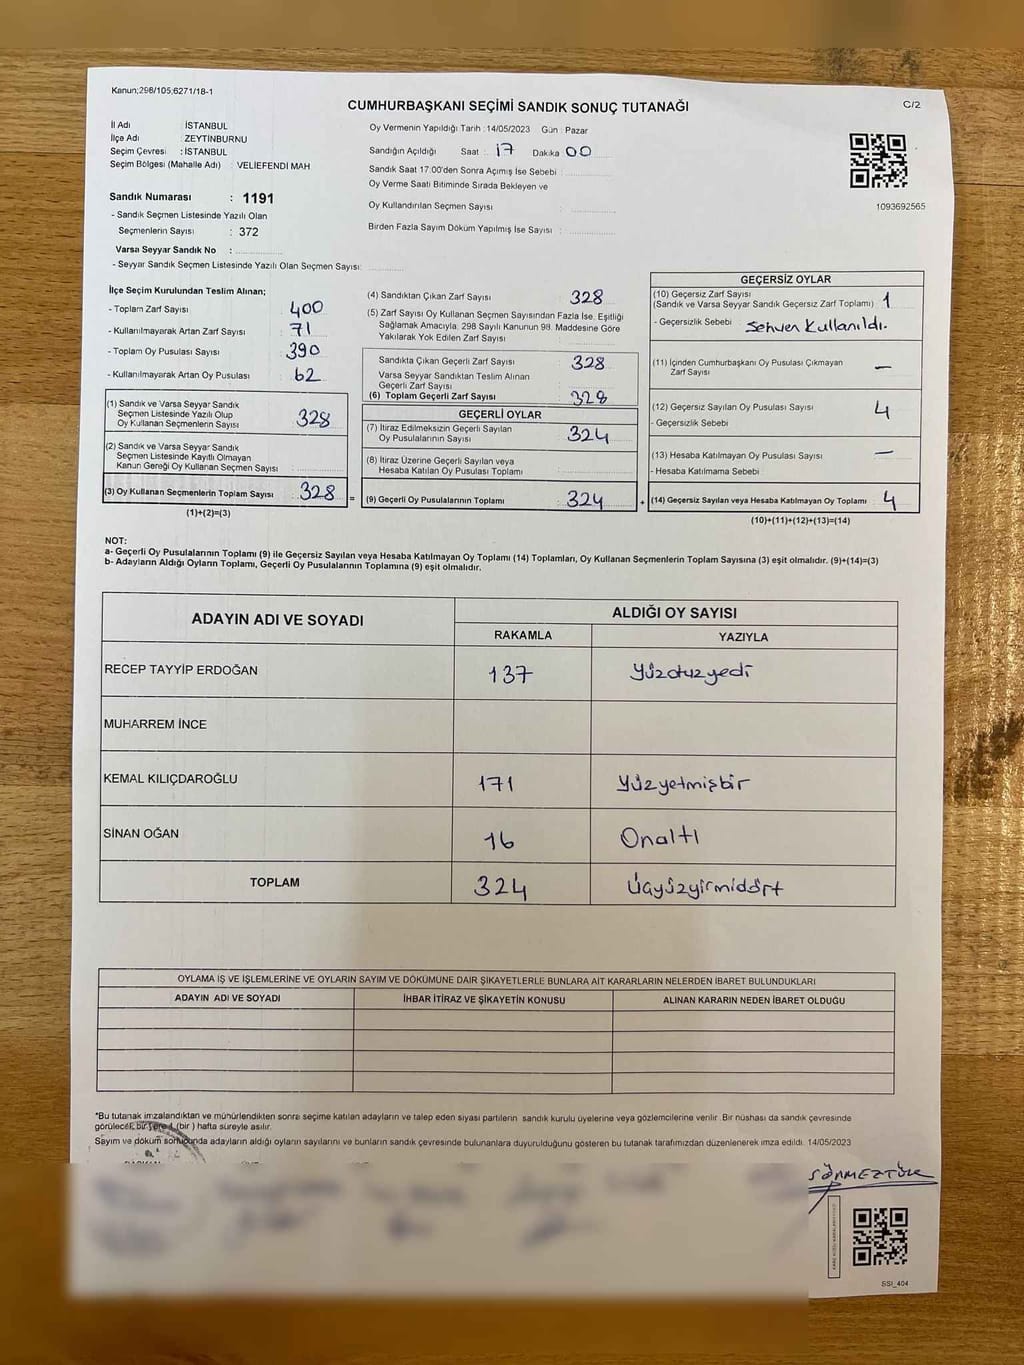 Kanun;298/105;6271/18-1
CUMHURBAŞKANI SEÇİMİ SANDIK SONUÇ TUTANAĞI
C/2
İl Adı : İSTANBUL
İlçe Adı : ZEYTİNBURNU
Seçim Çevresi : İSTANBUL
Seçim Bölgesi (Mahalle Adı) : VELİEFENDİ MAH
Oy Vermenin Yapıldığı Tarih : 14/05/2023 Gün : Pazar
Sandığın Açıldığı Saat : 17 Dakika 00
Sandık Saat 17:00'den Sonra Açımış İse Sebebi :
Oy Verme Saati Bitiminde Sırada Bekleyen ve
Oy Kullandırılan Seçmen Sayısı :
Birden Fazla Sayım Döküm Yapılmış İse Sayısı :
1093692565
Sandık Numarası : 1191
- Sandık Seçmen Listesinde Yazılı Olan
Seçmenlerin Sayısı : 372
Varsa Seyyar Sandık No :
- Seyyar Sandık Seçmen Listesinde Yazılı Olan Seçmen Sayısı:
İlçe Seçim Kurulundan Teslim Alınan;
- Toplam Zarf Sayısı : 400
- Kullanılmayarak Artan Zarf Sayısı : 71
- Toplam Oy Pusulası Sayısı : 390
- Kullanılmayarak Artan Oy Pusulası : 62
(1) Sandık ve Varsa Seyyar Sandık
Seçmen Listesinde Yazılı Olup
Oy Kullanan Seçmenlerin Sayısı : 328
(2) Sandık ve Varsa Seyyar Sandık
Seçmen Listesinde Kayıtlı Olmayan
Kanun Gereği Oy Kullanan Seçmen Sayısı :
(3) Oy Kullanan Seçmenlerin Toplam Sayısı : 328
(1)+(2)=(3)
=
(4) Sandıktan Çıkan Zarf Sayısı : 328
(5) Zarf Sayısı Oy Kullanan Seçmen Sayısından Fazla İse, Eşitliği
Sağlamak Amacıyla; 298 Sayılı Kanunun 98. Maddesine Göre
Yakılarak Yok Edilen Zarf Sayısı :
Sandıkta Çıkan Geçerli Zarf Sayısı : 328
Varsa Seyyar Sandıktan Teslim Alınan
Geçerli Zarf Sayısı :
(6) Toplam Geçerli Zarf Sayısı : 328
GEÇERLİ OYLAR
(7) İtiraz Edilmeksizin Geçerli Sayılan
Oy Pusulalarının Sayısı : 324
(8) İtiraz Üzerine Geçerli Sayılan veya
Hesaba Katılan Oy Pusulası Toplamı :
(9) Geçerli Oy Pusulalarının Toplamı : 324
+
GEÇERSİZ OYLAR
(10) Geçersiz Zarf Sayısı
(Sandık ve Varsa Seyyar Sandık Geçersiz Zarf Toplamı) : 1
- Geçersizlik Sebebi : Sehven Kullanıldı.
(11) İçinden Cumhurbaşkanı Oy Pusulası Çıkmayan
Zarf Sayısı : —
(12) Geçersiz Sayılan Oy Pusulası Sayısı : 4
- Geçersizlik Sebebi :
(13) Hesaba Katılmayan Oy Pusulası Sayısı : —
- Hesaba Katılmama Sebebi :
(14) Geçersiz Sayılan veya Hesaba Katılmayan Oy Toplamı : 4
(10)+(11)+(12)+(13)=(14)
NOT:
a- Geçerli Oy Pusulalarının Toplamı (9) ile Geçersiz Sayılan veya Hesaba Katılmayan Oy Toplamı (14) Toplamları, Oy Kullanan Seçmenlerin Toplam Sayısına (3) eşit olmalıdır. (9)+(14)=(3)
b- Adayların Aldığı Oyların Toplamı, Geçerli Oy Pusulalarının Toplamına (9) eşit olmalıdır.
ADAYIN ADI VE SOYADI
ALDIĞI OY SAYISI
RAKAMLA YAZIYLA
RECEP TAYYİP ERDOĞAN 137 Yüzotuzyedi
MUHARREM İNCE
KEMAL KILIÇDAROĞLU 171 Yüzyetmişbir
SİNAN OĞAN 16 Onaltı
TOPLAM 324 Üçyüzyirmidört
OYLAMA İŞ VE İŞLEMLERİNE VE OYLARIN SAYIM VE DÖKÜMÜNE DAİR ŞİKAYETLERLE BUNLARA AİT KARARLARIN NELERDEN İBARET BULUNDUKLARI
ADAYIN ADI VE SOYADI İHBAR İTİRAZ VE ŞİKAYETİN KONUSU ALINAN KARARIN NEDEN İBARET OLDUĞU
*Bu tutanak imzalandıktan ve mühürlendikten sonra seçime katılan adayların ve talep eden siyasi partilerin sandık kurulu üyelerine veya gözlemcilerine verilir. Bir nüshası da sandık çevresinde
görülecek bir yere 1 (bir) hafta süreyle asılır.
Sayım ve döküm sonucunda adayların aldığı oyların sayılarını ve bunların sandık çevresinde bulunanlara duyurulduğunu gösteren bu tutanak tarafımızdan düzenlenerek imza edildi. 14/05/2023
SÖNMEZTÜRK
SSI_404